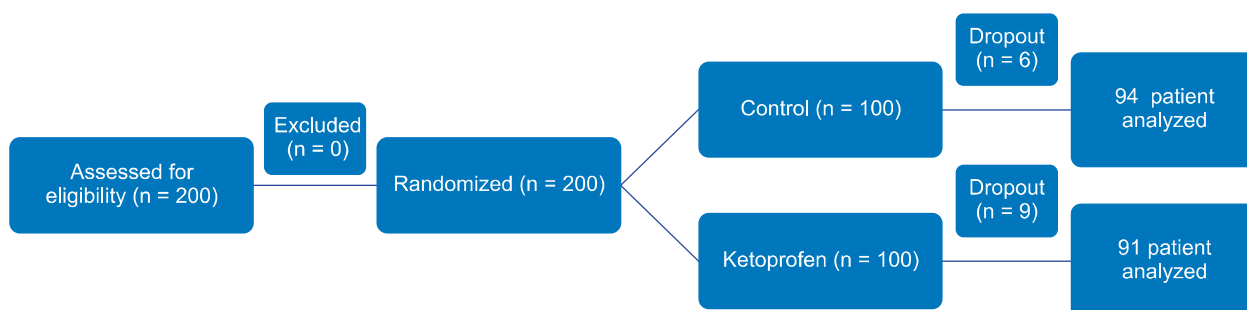 Assessed for
eligibility (n = 200)
Excluded
(n = 0)
Randomized (n = 200)
Control (n = 100)
Dropout
(n = 6)
94 patient
analyzed
Ketoprofen (n = 100)
Dropout
(n = 9)
91 patient
analyzed